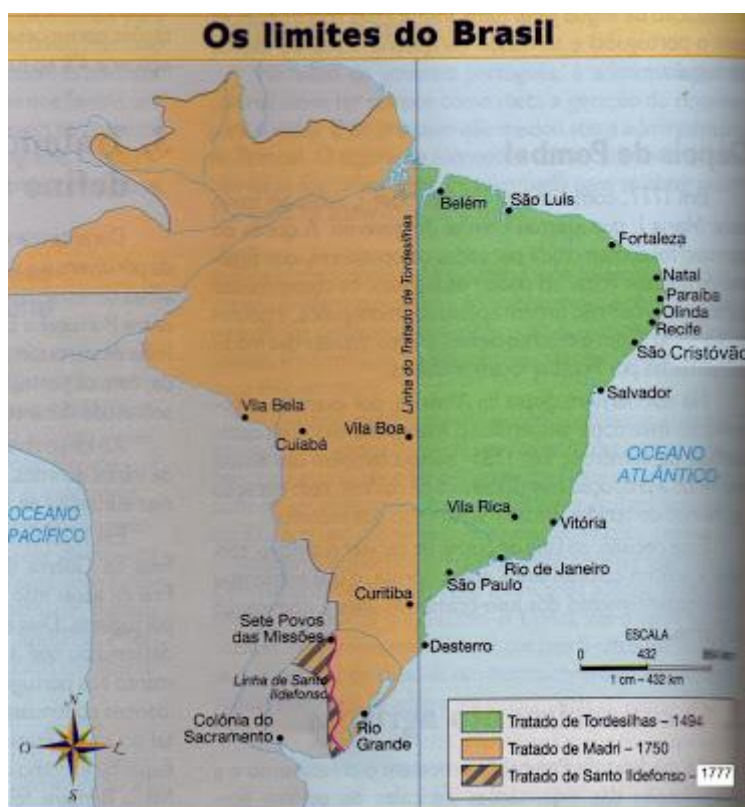 Os limites do Brasil
Linha do Tratado de Tordesilhas
Belém
São Luis
Fortaleza
Natal
Paraíba
Olinda
Recife
São Cristóvão
Salvador
Vila Bela
Cuiabá
Vila Boa
OCEANO
ATLÂNTICO
OCEANO
PACÍFICO
Vila Rica
Vitória
Rio de Janeiro
São Paulo
Curitiba
Sete Povos
das Missões
Desterro
Linha de Santo
Ildefonso
Colônia do
Sacramento
Rio
Grande
ESCALA
0 432
1 cm – 432 km
N
O L
S
Tratado de Tordesilhas – 1494
Tratado de Madri – 1750
Tratado de Santo Ildefonso – 1777